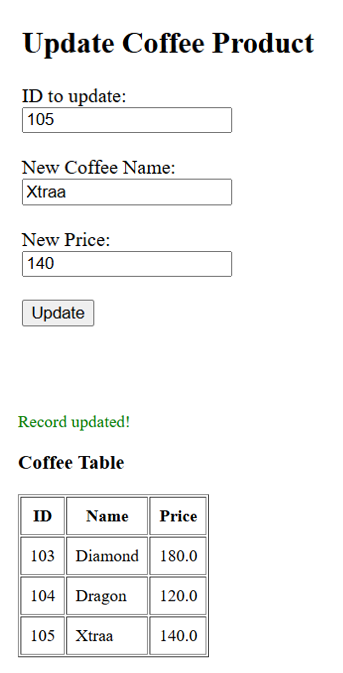 Update Coffee Product
ID to update:
105
New Coffee Name:
Xtraa
New Price:
140
Update
Record updated!
Coffee Table
ID Name Price
103 Diamond 180.0
104 Dragon 120.0
105 Xtraa 140.0